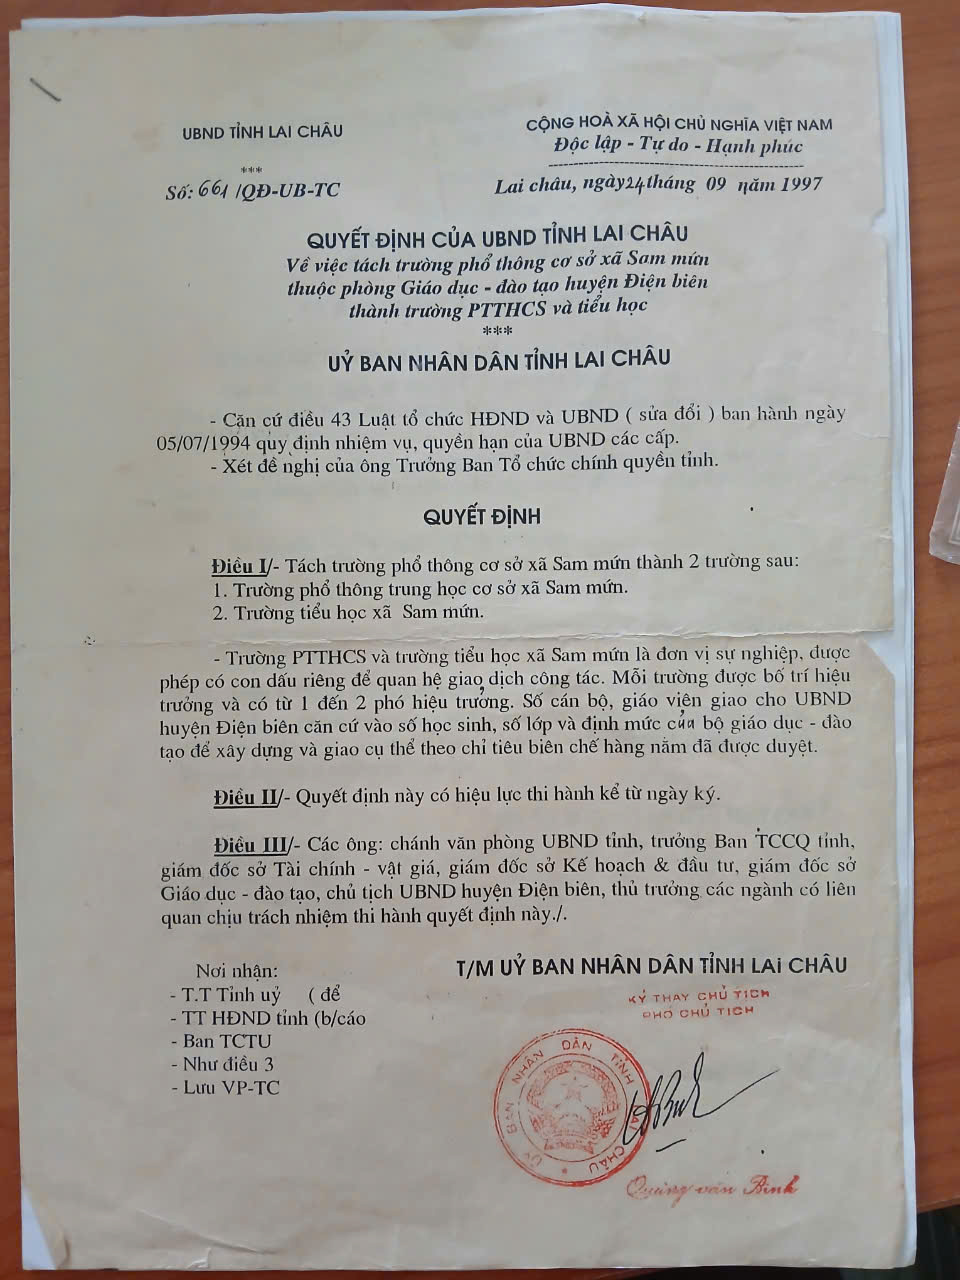 UBND TỈNH LAI CHÂU
***
Số: 661/QĐ-UB-TC
CỘNG HOÀ XÃ HỘI CHỦ NGHĨA VIỆT NAM
Độc lập - Tự do - Hạnh phúc
Lai châu, ngày 24 tháng 09 năm 1997
QUYẾT ĐỊNH CỦA UBND TỈNH LAI CHÂU
Về việc tách trường phổ thông cơ sở xã Sam mứn
thuộc phòng Giáo dục - đào tạo huyện Điện biên
thành trường PTTHCS và tiểu học
***
UỶ BAN NHÂN DÂN TỈNH LAI CHÂU
- Căn cứ điều 43 Luật tổ chức HĐND và UBND ( sửa đổi ) ban hành ngày
05/07/1994 quy định nhiệm vụ, quyền hạn của UBND các cấp.
- Xét đề nghị của ông Trưởng Ban Tổ chức chính quyền tỉnh.
QUYẾT ĐỊNH
Điều I/- Tách trường phổ thông cơ sở xã Sam mứn thành 2 trường sau:
1. Trường phổ thông trung học cơ sở xã Sam mứn.
2. Trường tiểu học xã Sam mứn.
- Trường PTTHCS và trường tiểu học xã Sam mứn là đơn vị sự nghiệp, được
phép có con dấu riêng để quan hệ giao dịch công tác. Mỗi trường được bố trí hiệu
trưởng và có từ 1 đến 2 phó hiệu trưởng. Số cán bộ, giáo viên giao cho UBND
huyện Điện biên căn cứ vào số học sinh, số lớp và định mức của bộ giáo dục - đào
tạo để xây dựng và giao cụ thể theo chỉ tiêu biên chế hàng năm đã được duyệt.
Điều II/- Quyết định này có hiệu lực thi hành kể từ ngày ký.
Điều III/- Các ông: chánh văn phòng UBND tỉnh, trưởng Ban TCCQ tỉnh,
giám đốc sở Tài chính - vật giá, giám đốc sở Kế hoạch & đầu tư, giám đốc sở
Giáo dục - đào tạo, chủ tịch UBND huyện Điện biên, thủ trưởng các ngành có liên
quan chịu trách nhiệm thi hành quyết định này./.
Nơi nhận:
- T.T Tỉnh uỷ ( để
- TT HĐND tỉnh (b/cáo
- Ban TCTU
- Như điều 3
- Lưu VP-TC
T/M UỶ BAN NHÂN DÂN TỈNH LAi CHÂU
KÝ THAY CHỦ TỊCH
PHÓ CHỦ TỊCH
ỦY BAN NHÂN DÂN TỈNH LAI CHÂU
Quàng văn Binh